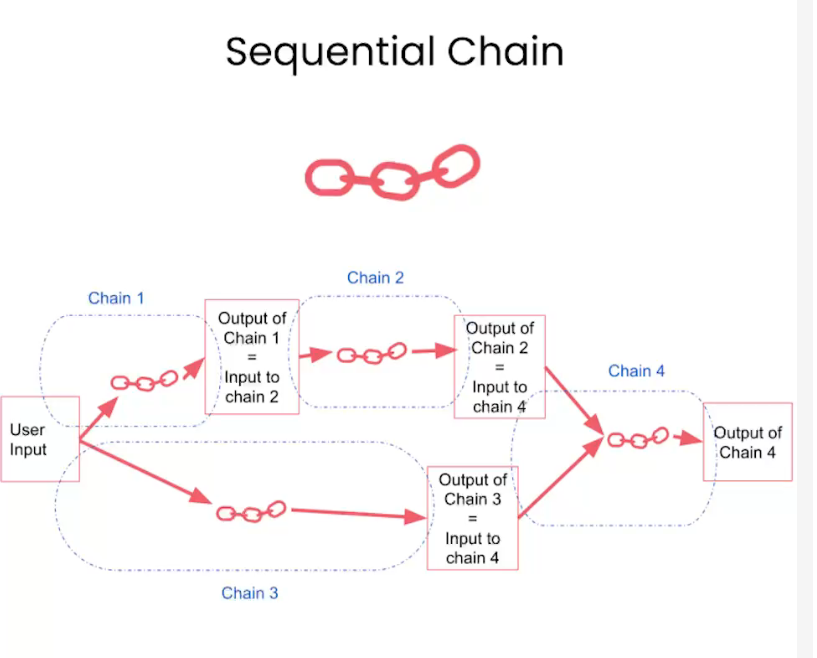 Sequential Chain
Chain 1
Chain 2
Output of
Chain 1
=
Input to
chain 2
Output of
Chain 2
=
Input to
chain 4
Chain 4
User
Input
Output of
Chain 4
Output of
Chain 3
=
Input to
chain 4
Chain 3